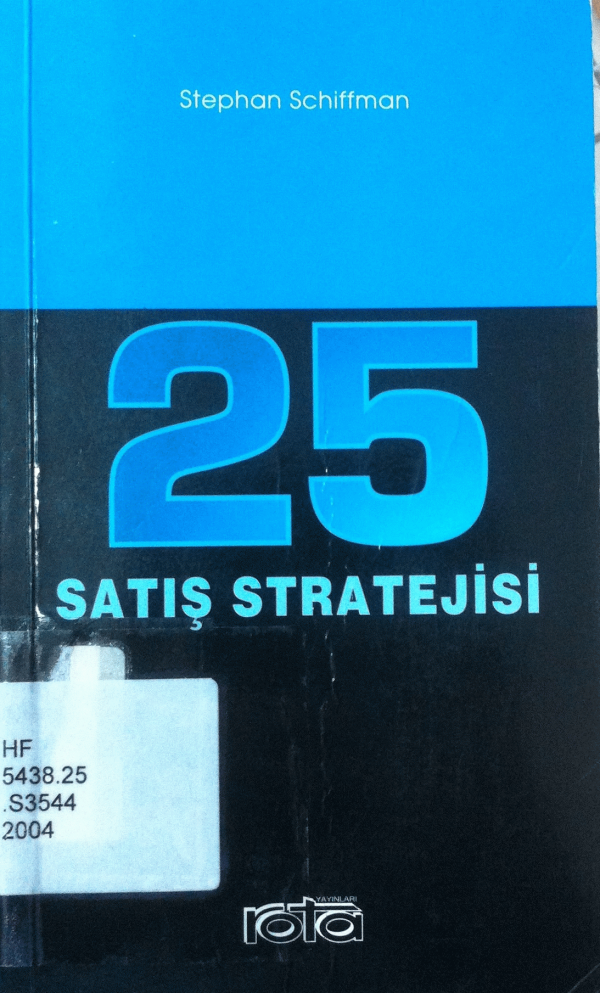 Stephan Schiffman
25
SATIŞ STRATEJİSİ
HF
5438.25
.S3544
2004
YAYINLARI
rota